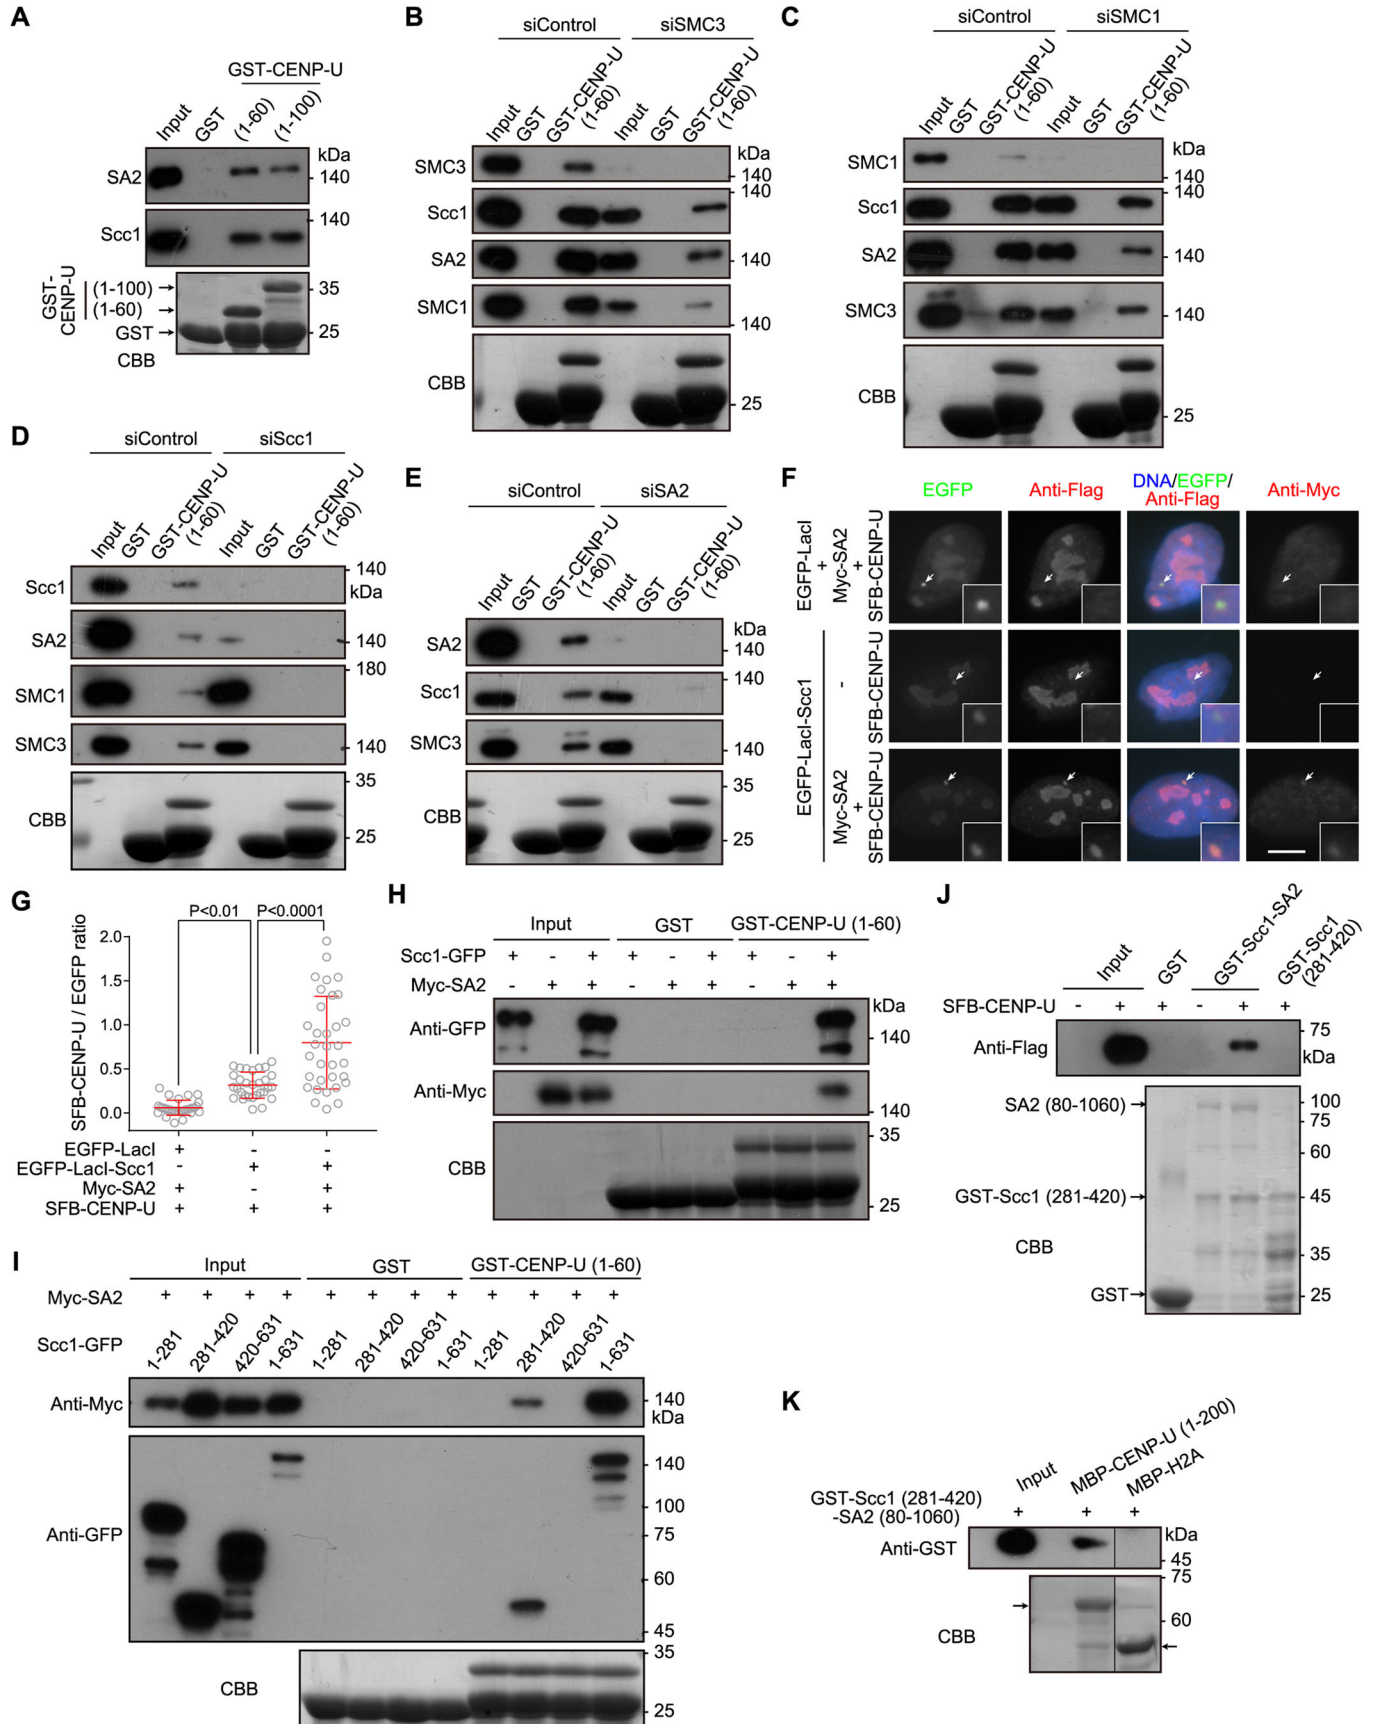 A
GST-CENP-U
Input
GST
(1-60)
(1-100)
kDa
SA2
140
Scc1
140
GST-
CENP-U
(1-100)
(1-60)
GST
35
25
CBB
B
siControl
siSMC3
Input
GST
GST-CENP-U
(1-60)
Input
GST
GST-CENP-U
(1-60)
SMC3
kDa
140
140
Scc1
SA2
140
SMC1
140
CBB
25
C
siControl
siSMC1
Input
GST
GST-CENP-U
(1-60)
Input
GST
GST-CENP-U
(1-60)
SMC1
kDa
140
140
Scc1
SA2
140
SMC3
140
CBB
25
D
siControl
siScc1
Input
GST
GST-CENP-U
(1-60)
Input
GST
GST-CENP-U
(1-60)
Scc1
140
kDa
SA2
140
180
SMC1
SMC3
140
35
CBB
25
E
siControl
siSA2
Input
GST
GST-CENP-U
(1-60)
Input
GST
GST-CENP-U
(1-60)
SA2
kDa
140
140
Scc1
SMC3
140
35
CBB
25
F
EGFP
Anti-Flag
DNA/EGFP/
Anti-Flag
Anti-Myc
EGFP-LacI
+
Myc-SA2
+
SFB-CENP-U
EGFP-LacI-Scc1
-
SFB-CENP-U
Myc-SA2
+
SFB-CENP-U
G
SFB-CENP-U / EGFP ratio
P<0.01
P<0.0001
2.0
1.5
1.0
0.5
0.0
EGFP-LacI + - -
EGFP-LacI-Scc1 - + +
Myc-SA2 + - +
SFB-CENP-U + + +
H
Input
GST
GST-CENP-U (1-60)
Scc1-GFP + - + + - + + - +
Myc-SA2 - + + - + + - + +
kDa
Anti-GFP
140
Anti-Myc
140
35
CBB
25
I
Input
GST
GST-CENP-U (1-60)
Myc-SA2 + + + + + + + + + + + +
Scc1-GFP
1-281
281-420
420-631
1-631
1-281
281-420
420-631
1-631
1-281
281-420
420-631
1-631
Anti-Myc
140
kDa
Anti-GFP
140
100
75
60
45
35
CBB
25
J
Input
GST
GST-Scc1-SA2
GST-Scc1
(281-420)
SFB-CENP-U - + + - + +
Anti-Flag
75
kDa
SA2 (80-1060)
100
75
60
GST-Scc1 (281-420)
45
CBB
35
GST
25
K
Input
MBP-CENP-U (1-200)
MBP-H2A
GST-Scc1 (281-420)
-SA2 (80-1060) + + +
Anti-GST
kDa
45
75
60
CBB